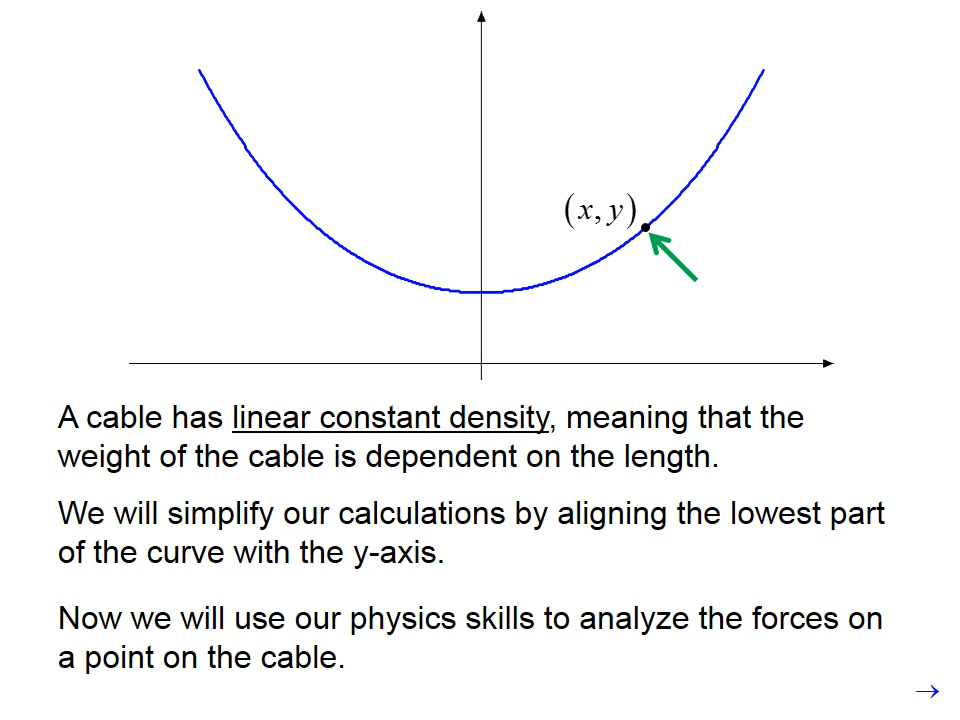 (x, y)
A cable has linear constant density, meaning that the
weight of the cable is dependent on the length.
We will simplify our calculations by aligning the lowest part
of the curve with the y-axis.
Now we will use our physics skills to analyze the forces on
a point on the cable.
→